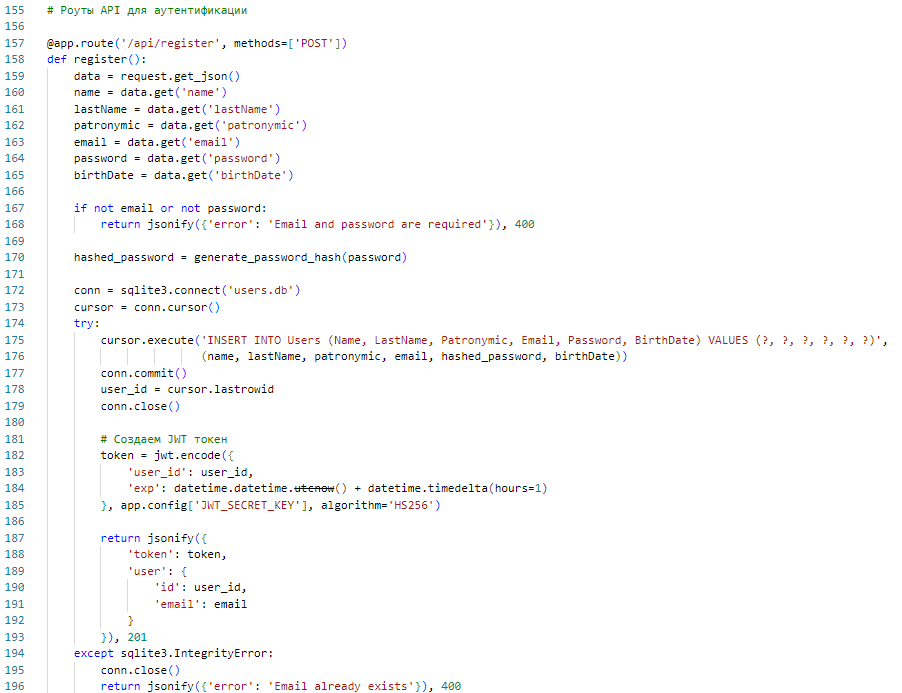 155 # Роуты API для аутентификации
156
157 @app.route('/api/register', methods=['POST'])
158 def register():
159     data = request.get_json()
160     name = data.get('name')
161     lastName = data.get('lastName')
162     patronymic = data.get('patronymic')
163     email = data.get('email')
164     password = data.get('password')
165     birthDate = data.get('birthDate')
166
167     if not email or not password:
168         return jsonify({'error': 'Email and password are required'}), 400
169
170     hashed_password = generate_password_hash(password)
171
172     conn = sqlite3.connect('users.db')
173     cursor = conn.cursor()
174     try:
175         cursor.execute('INSERT INTO Users (Name, LastName, Patronymic, Email, Password, BirthDate) VALUES (?, ?, ?, ?, ?, ?)',
176                        (name, lastName, patronymic, email, hashed_password, birthDate))
177         conn.commit()
178         user_id = cursor.lastrowid
179         conn.close()
180
181         # Создаем JWT токен
182         token = jwt.encode({
183             'user_id': user_id,
184             'exp': datetime.datetime.utcnow() + datetime.timedelta(hours=1)
185         }, app.config['JWT_SECRET_KEY'], algorithm='HS256')
186
187         return jsonify({
188             'token': token,
189             'user': {
190                 'id': user_id,
191                 'email': email
192             }
193         }), 201
194     except sqlite3.IntegrityError:
195         conn.close()
196         return jsonify({'error': 'Email already exists'}), 400